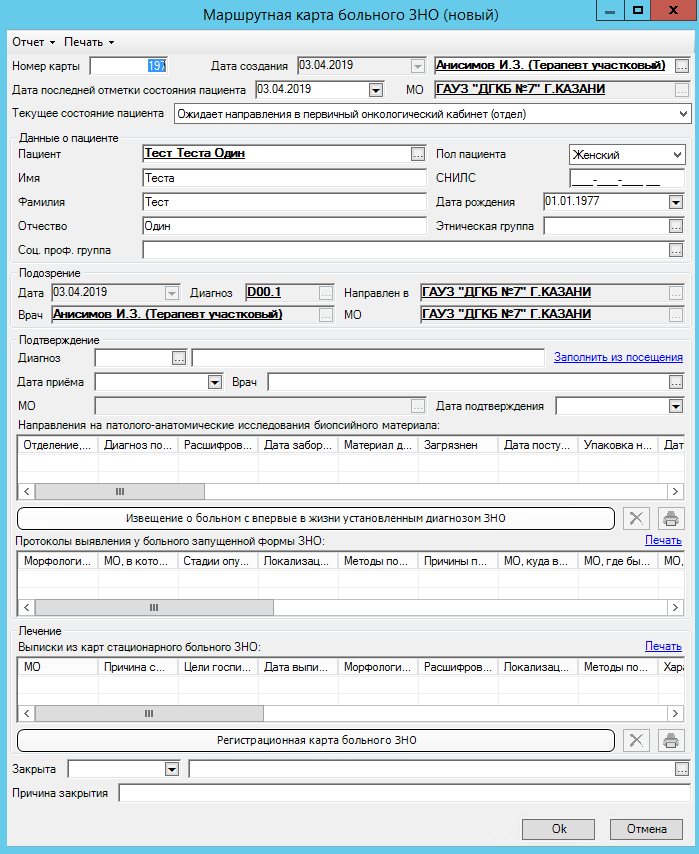 Маршрутная карта больного ЗНО (новый)
Отчет Печать
Номер карты 197 Дата создания 03.04.2019 Анисимов И.З. (Терапевт участковый) ...
Дата последней отметки состояния пациента 03.04.2019 МО ГАУЗ "ДГКБ №7" Г.КАЗАНИ ...
Текущее состояние пациента Ожидает направления в первичный онкологический кабинет (отдел)
Данные о пациенте
Пациент Тест Теста Один ... Пол пациента Женский
Имя Теста СНИЛС ___-___-___-__
Фамилия Тест Дата рождения 01.01.1977
Отчество Один Этническая группа ...
Соц. проф. группа ...
Подозрение
Дата 03.04.2019 Диагноз D00.1 ... Направлен в ГАУЗ "ДГКБ №7" Г.КАЗАНИ ...
Врач Анисимов И.З. (Терапевт участковый) ... МО ГАУЗ "ДГКБ №7" Г.КАЗАНИ ...
Подтверждение
Диагноз ... Заполнить из посещения
Дата приёма Врач ...
МО ... Дата подтверждения
Направления на патолого-анатомические исследования биопсийного материала:
Отделение,... Диагноз по... Расшифров... Дата забор... Материал д... Загрязнен Дата посту... Упаковка н... Дат
Извещение о больном с впервые в жизни установленным диагнозом ЗНО
Протоколы выявления у больного запущенной формы ЗНО: Печать
Морфологи... МО, в кото... Стадии опу... Локализац... Методы по... Причины п... МО, куда в... МО, где бы... МО,
Лечение
Выписки из карт стационарного больного ЗНО: Печать
МО Причина с... Цели госпи... Дата выпи... Морфологи... Расшифров... Локализац... Методы по... Хара
Регистрационная карта больного ЗНО
Закрыта ...
Причина закрытия
Ok Отмена